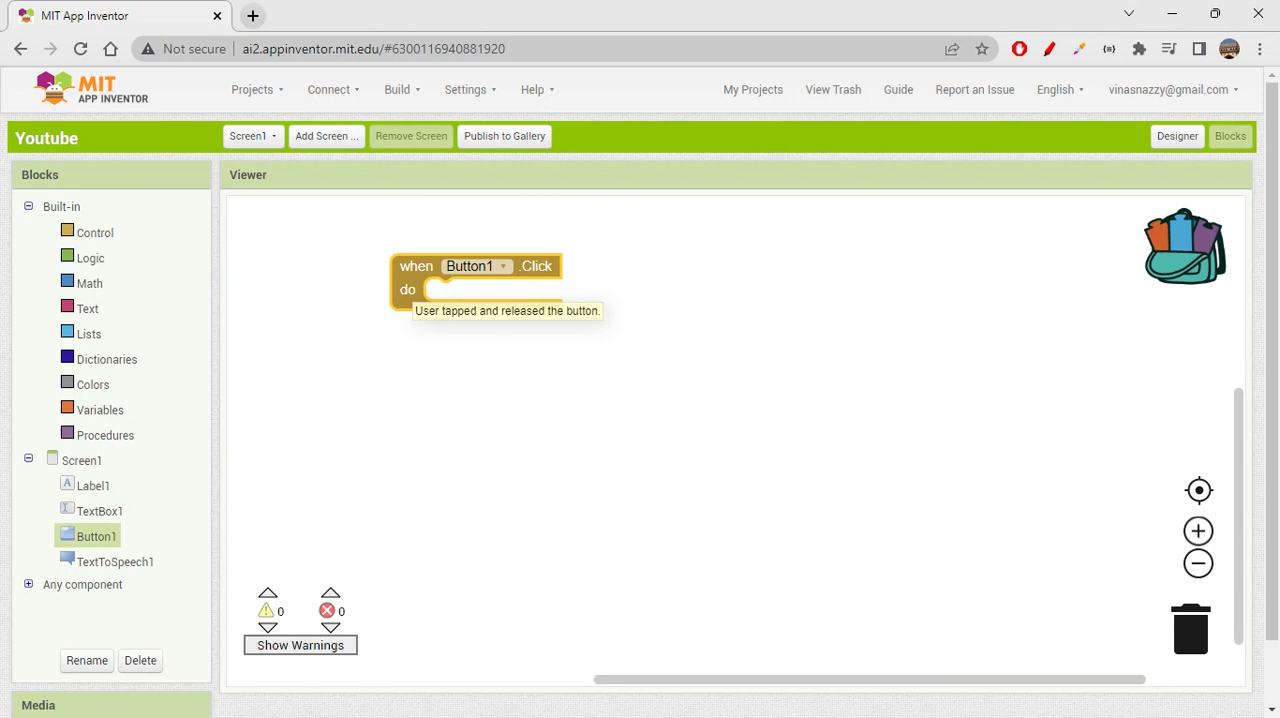 MIT App Inventor
Not secure
ai2.appinventor.mit.edu/#6300116940881920
MIT
APP INVENTOR
Projects
Connect
Build
Settings
Help
My Projects
View Trash
Guide
Report an Issue
English
vinasnazzy@gmail.com
Youtube
Screen1
Add Screen ...
Remove Screen
Publish to Gallery
Designer
Blocks
Blocks
Viewer
Built-in
Control
Logic
Math
Text
Lists
Dictionaries
Colors
Variables
Procedures
Screen1
A Label1
TextBox1
Button1
TextToSpeech1
Any component
Rename
Delete
Media
when Button1 .Click
do
User tapped and released the button.
0
0
Show Warnings